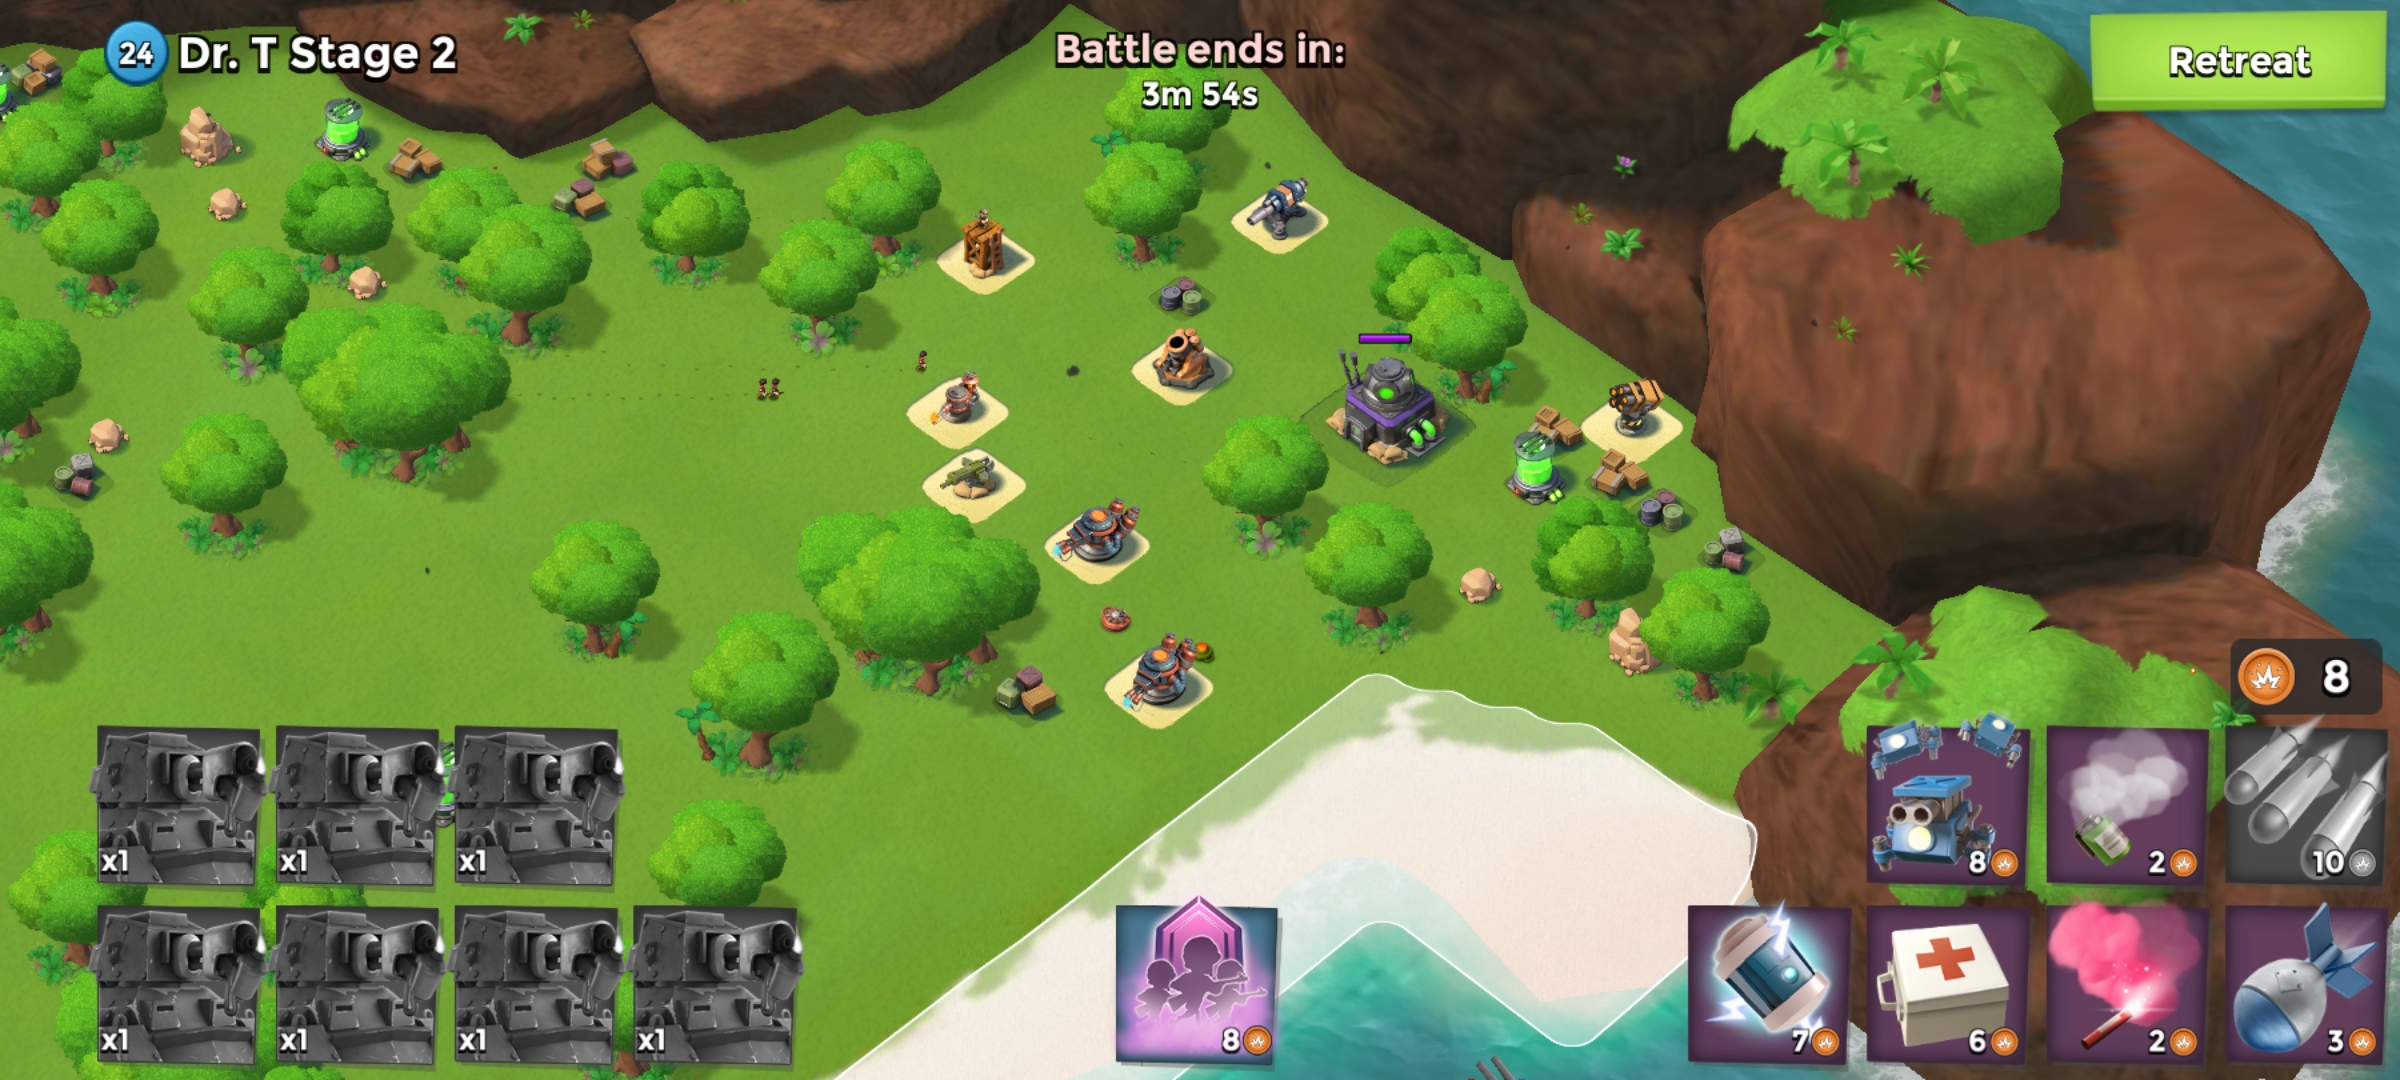 24 Dr. T Stage 2
Battle ends in:
3m 54s
Retreat
8
x1 x1 x1
8 2 10
x1 x1 x1 x1
8
7 6 2 3